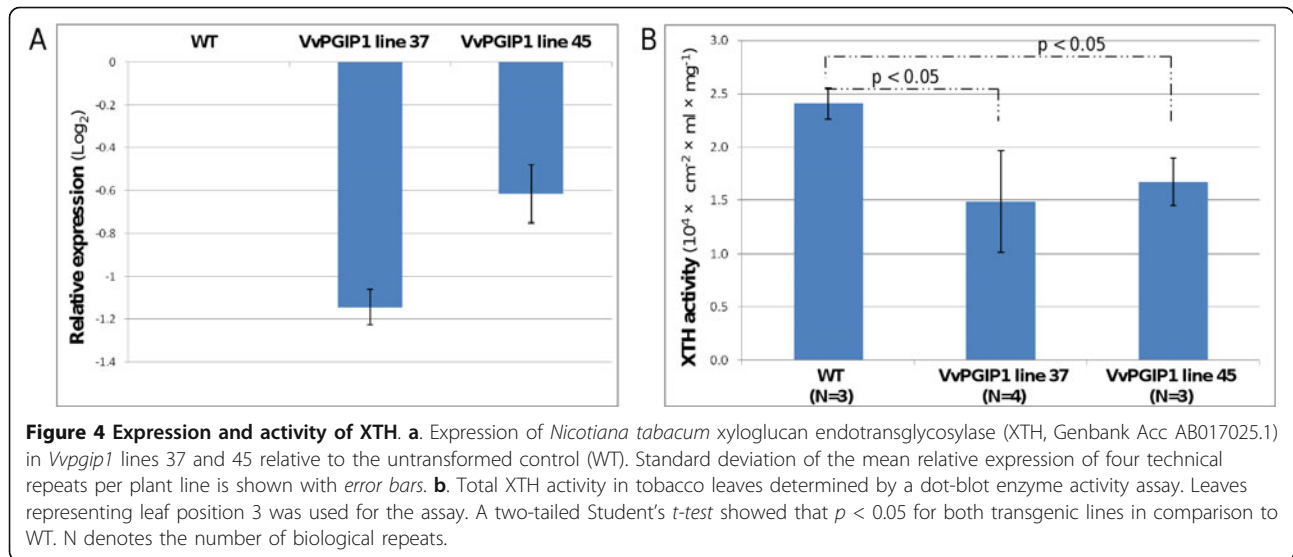 A
WT VvPGIP1 line 37 VvPGIP1 line 45
0
-0.2
-0.4
-0.6
-0.8
-1
-1.2
-1.4
Relative expression (Log₂)
B
3.0
2.5
2.0
1.5
1.0
0.5
0.0
XTH activity (10⁴ × cm⁻² × ml × mg⁻¹)
p < 0.05
p < 0.05
WT VvPGIP1 line 37 VvPGIP1 line 45
(N=3) (N=4) (N=3)
Figure 4 Expression and activity of XTH. a. Expression of Nicotiana tabacum xyloglucan endotransglycosylase (XTH, Genbank Acc AB017025.1)
in Vvpgip1 lines 37 and 45 relative to the untransformed control (WT). Standard deviation of the mean relative expression of four technical
repeats per plant line is shown with error bars. b. Total XTH activity in tobacco leaves determined by a dot-blot enzyme activity assay. Leaves
representing leaf position 3 was used for the assay. A two-tailed Student's t-test showed that p < 0.05 for both transgenic lines in comparison to
WT. N denotes the number of biological repeats.